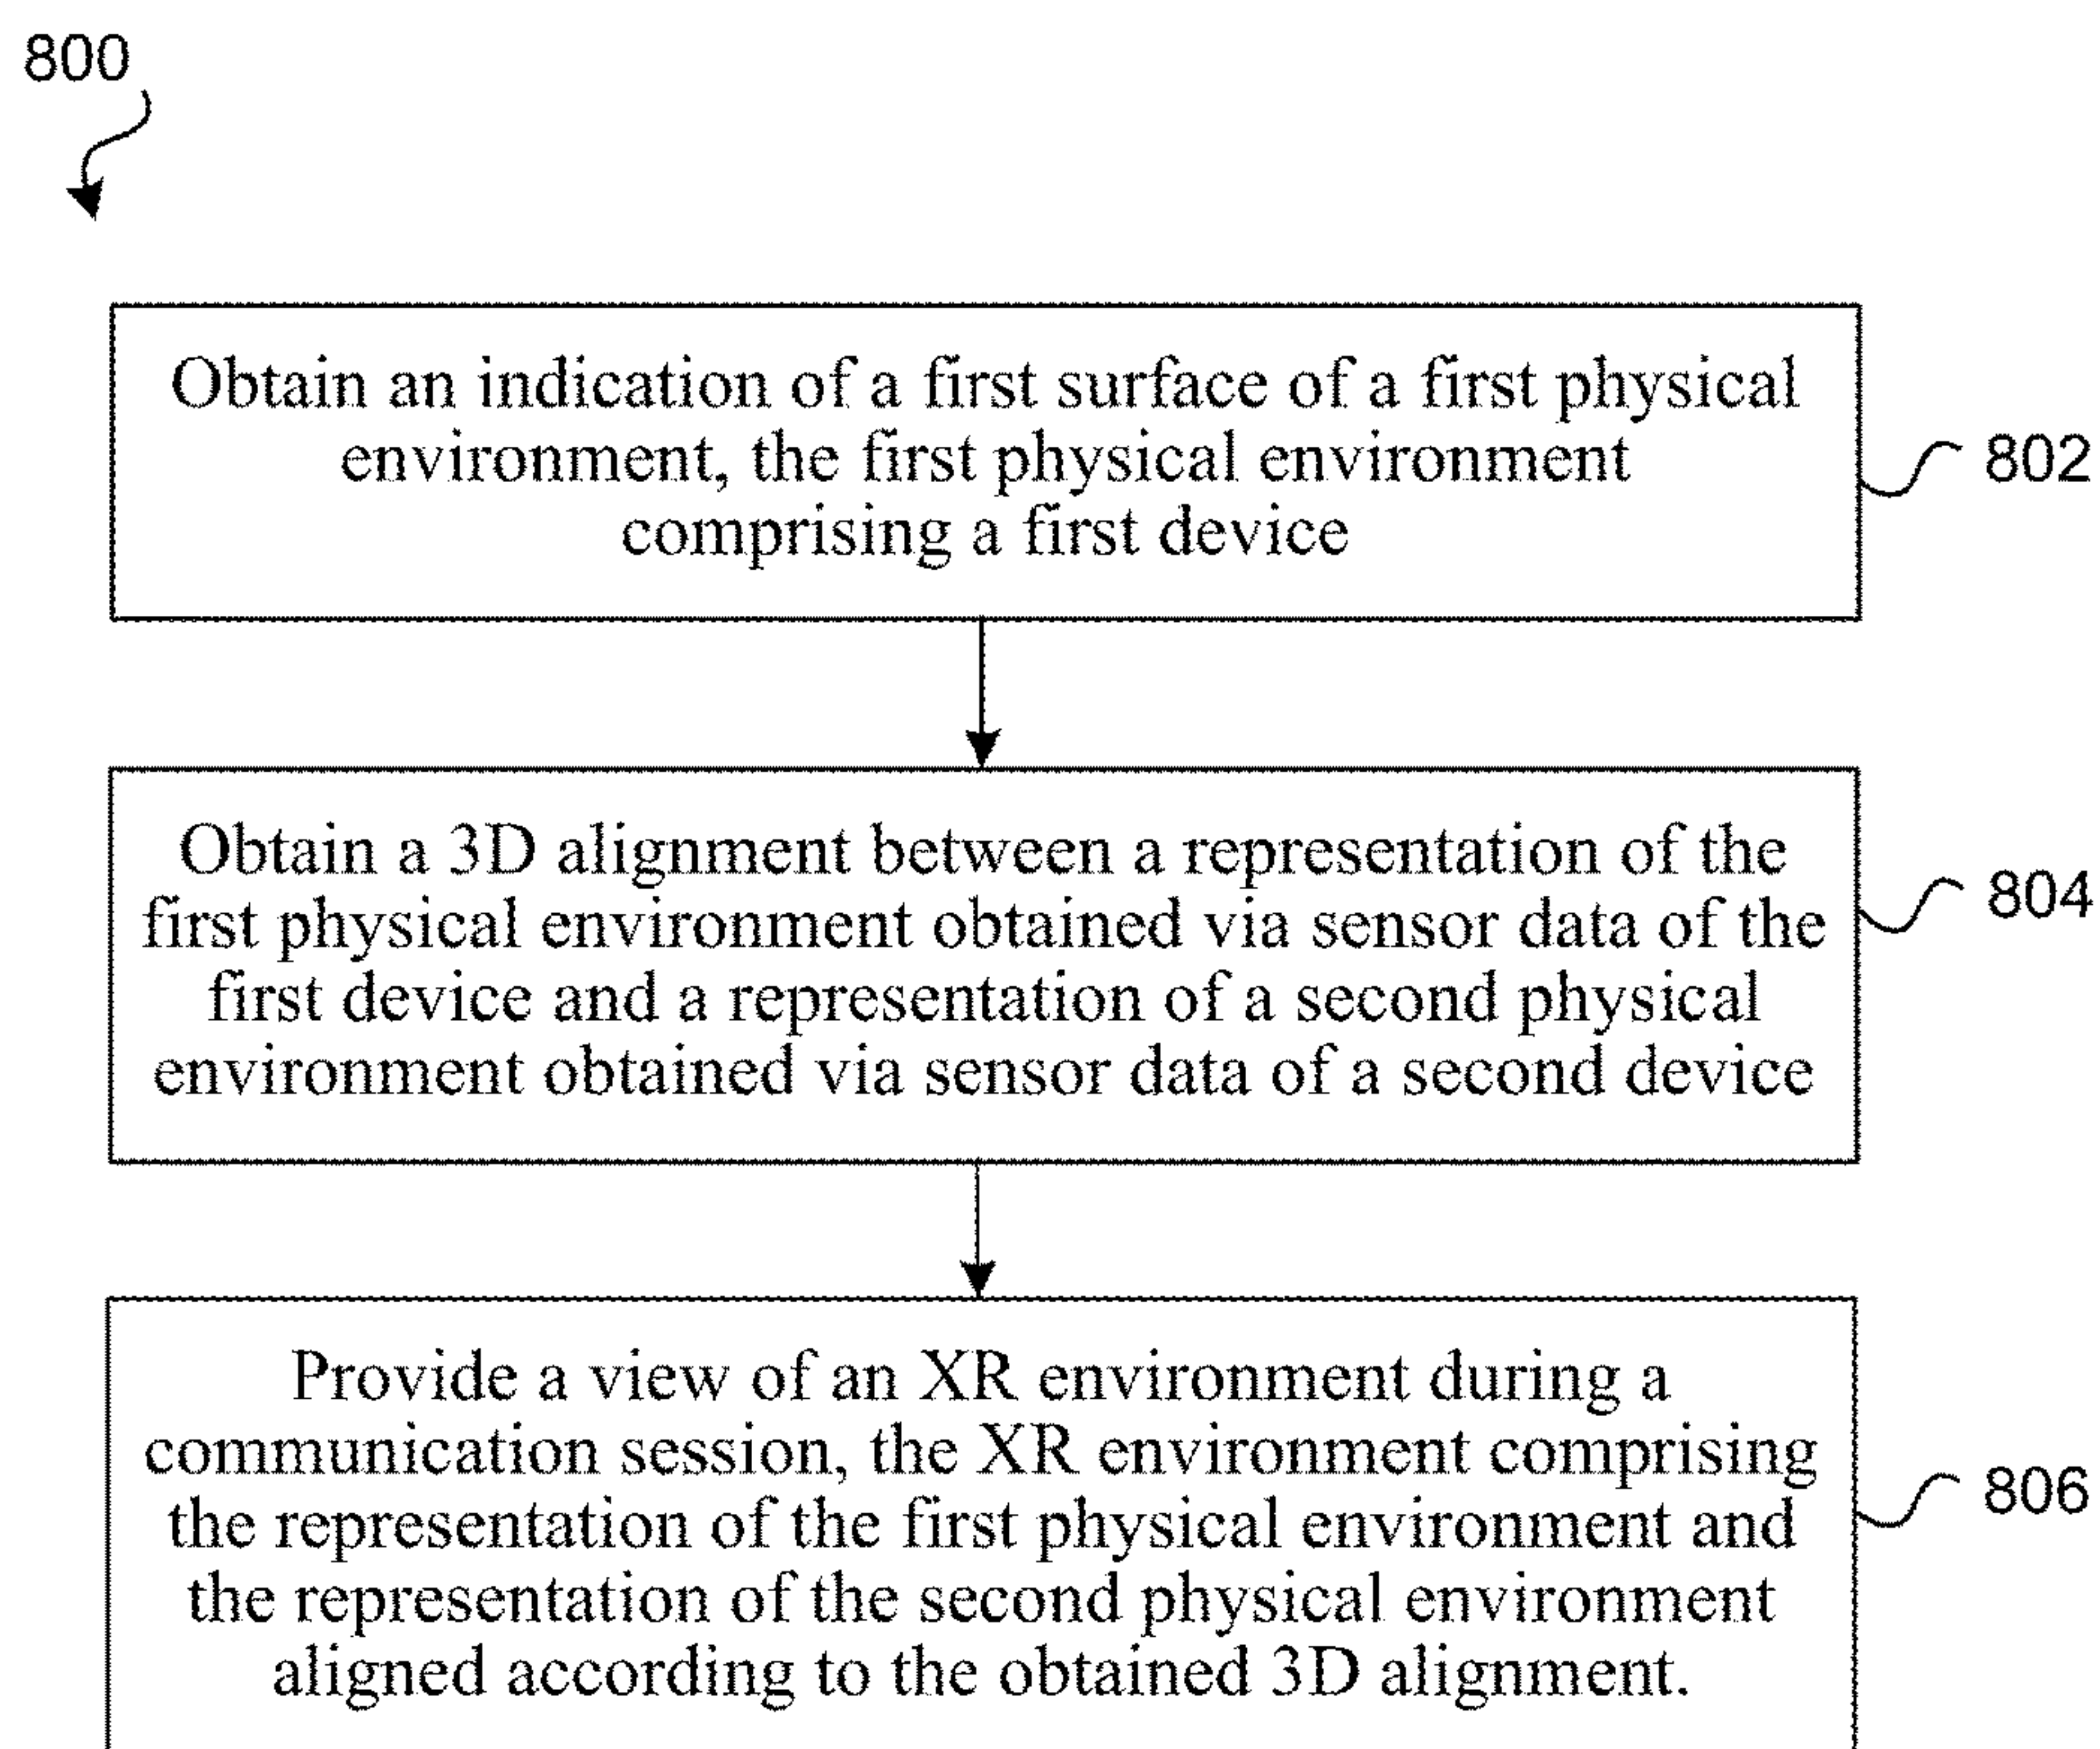 800
Obtain an indication of a first surface of a first physical
environment, the first physical environment
comprising a first device
802
Obtain a 3D alignment between a representation of the
first physical environment obtained via sensor data of the
first device and a representation of a second physical
environment obtained via sensor data of a second device
804
Provide a view of an XR environment during a
communication session, the XR environment comprising
the representation of the first physical environment and
the representation of the second physical environment
aligned according to the obtained 3D alignment.
806